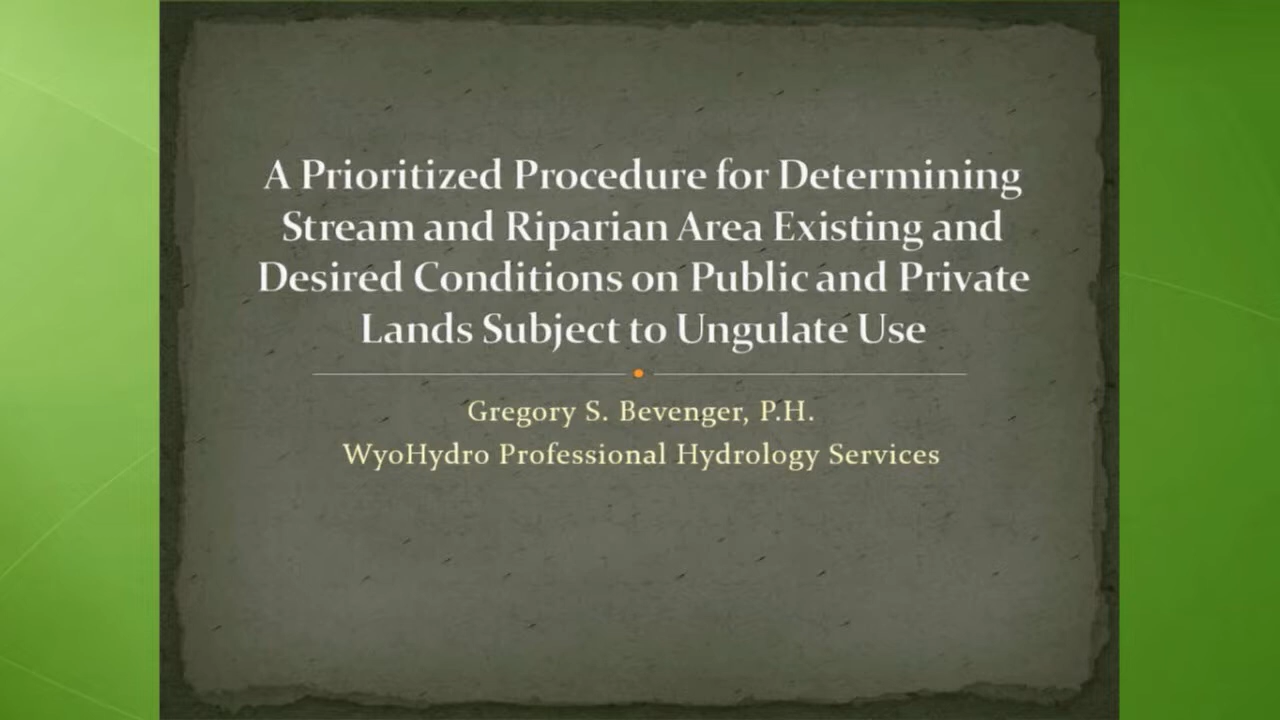 A Prioritized Procedure for Determining
Stream and Riparian Area Existing and
Desired Conditions on Public and Private
Lands Subject to Ungulate Use
Gregory S. Bevenger, P.H.
WyoHydro Professional Hydrology Services